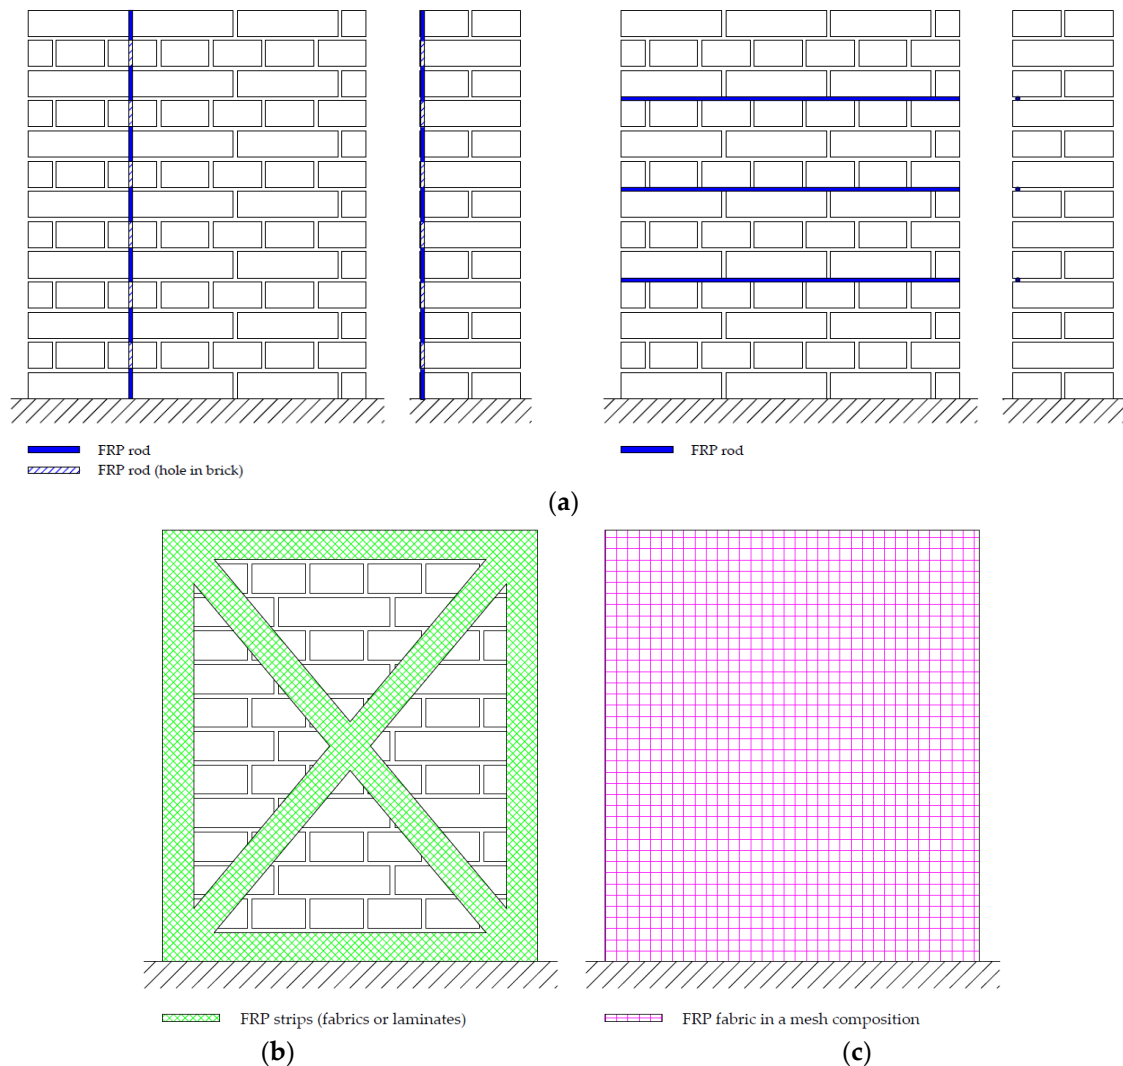 FRP rod
FRP rod (hole in brick)
FRP rod
(a)
FRP strips (fabrics or laminates)
FRP fabric in a mesh composition
(b)
(c)